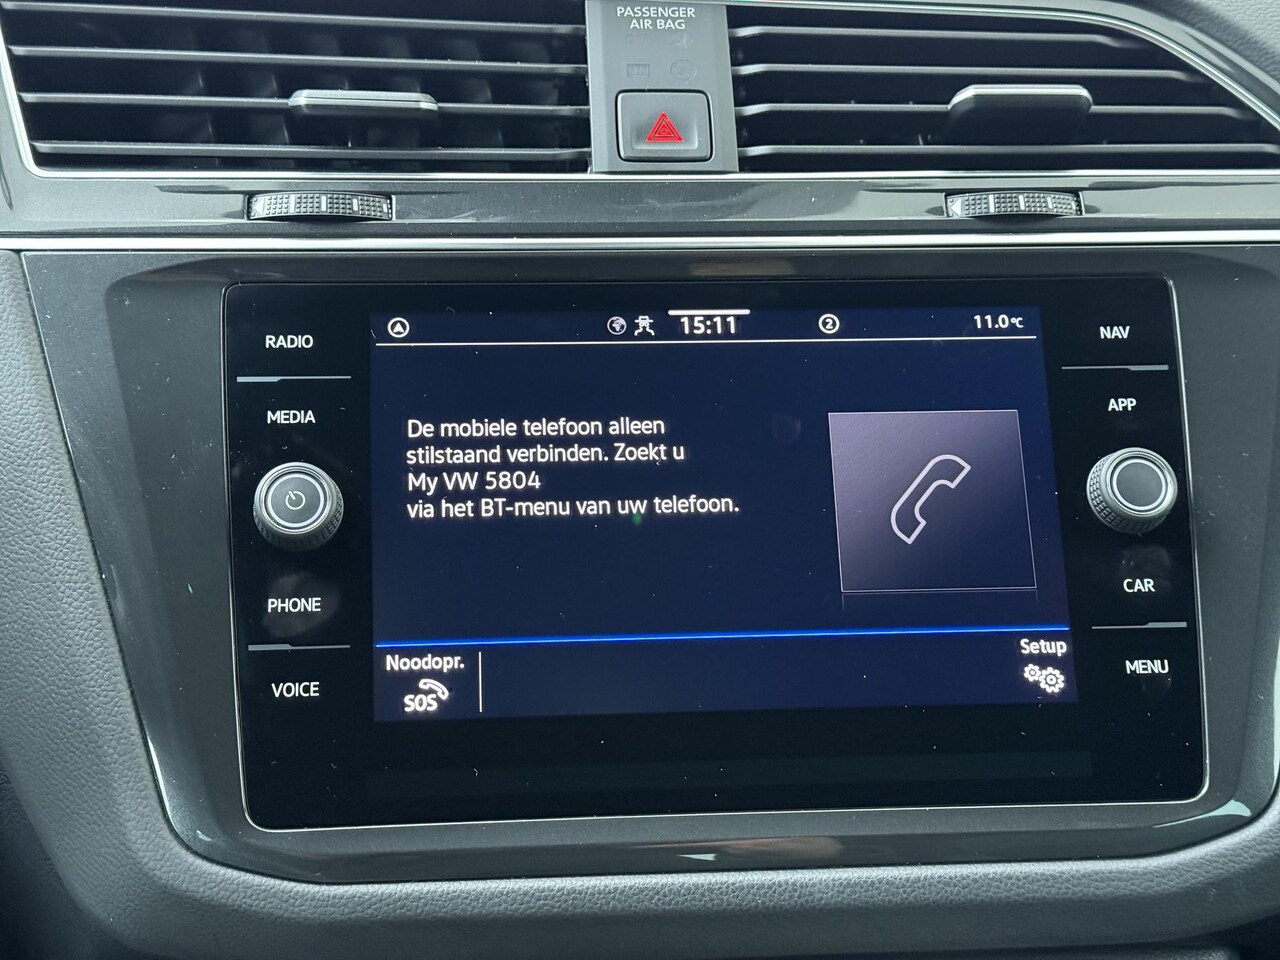 PASSENGER
AIR BAG
RADIO
MEDIA
PHONE
VOICE
15:11
2
11.0°C
De mobiele telefoon alleen
stilstaand verbinden. Zoekt u
My VW 5804
via het BT-menu van uw telefoon.
Noodopr.
SOS
Setup
NAV
APP
CAR
MENU